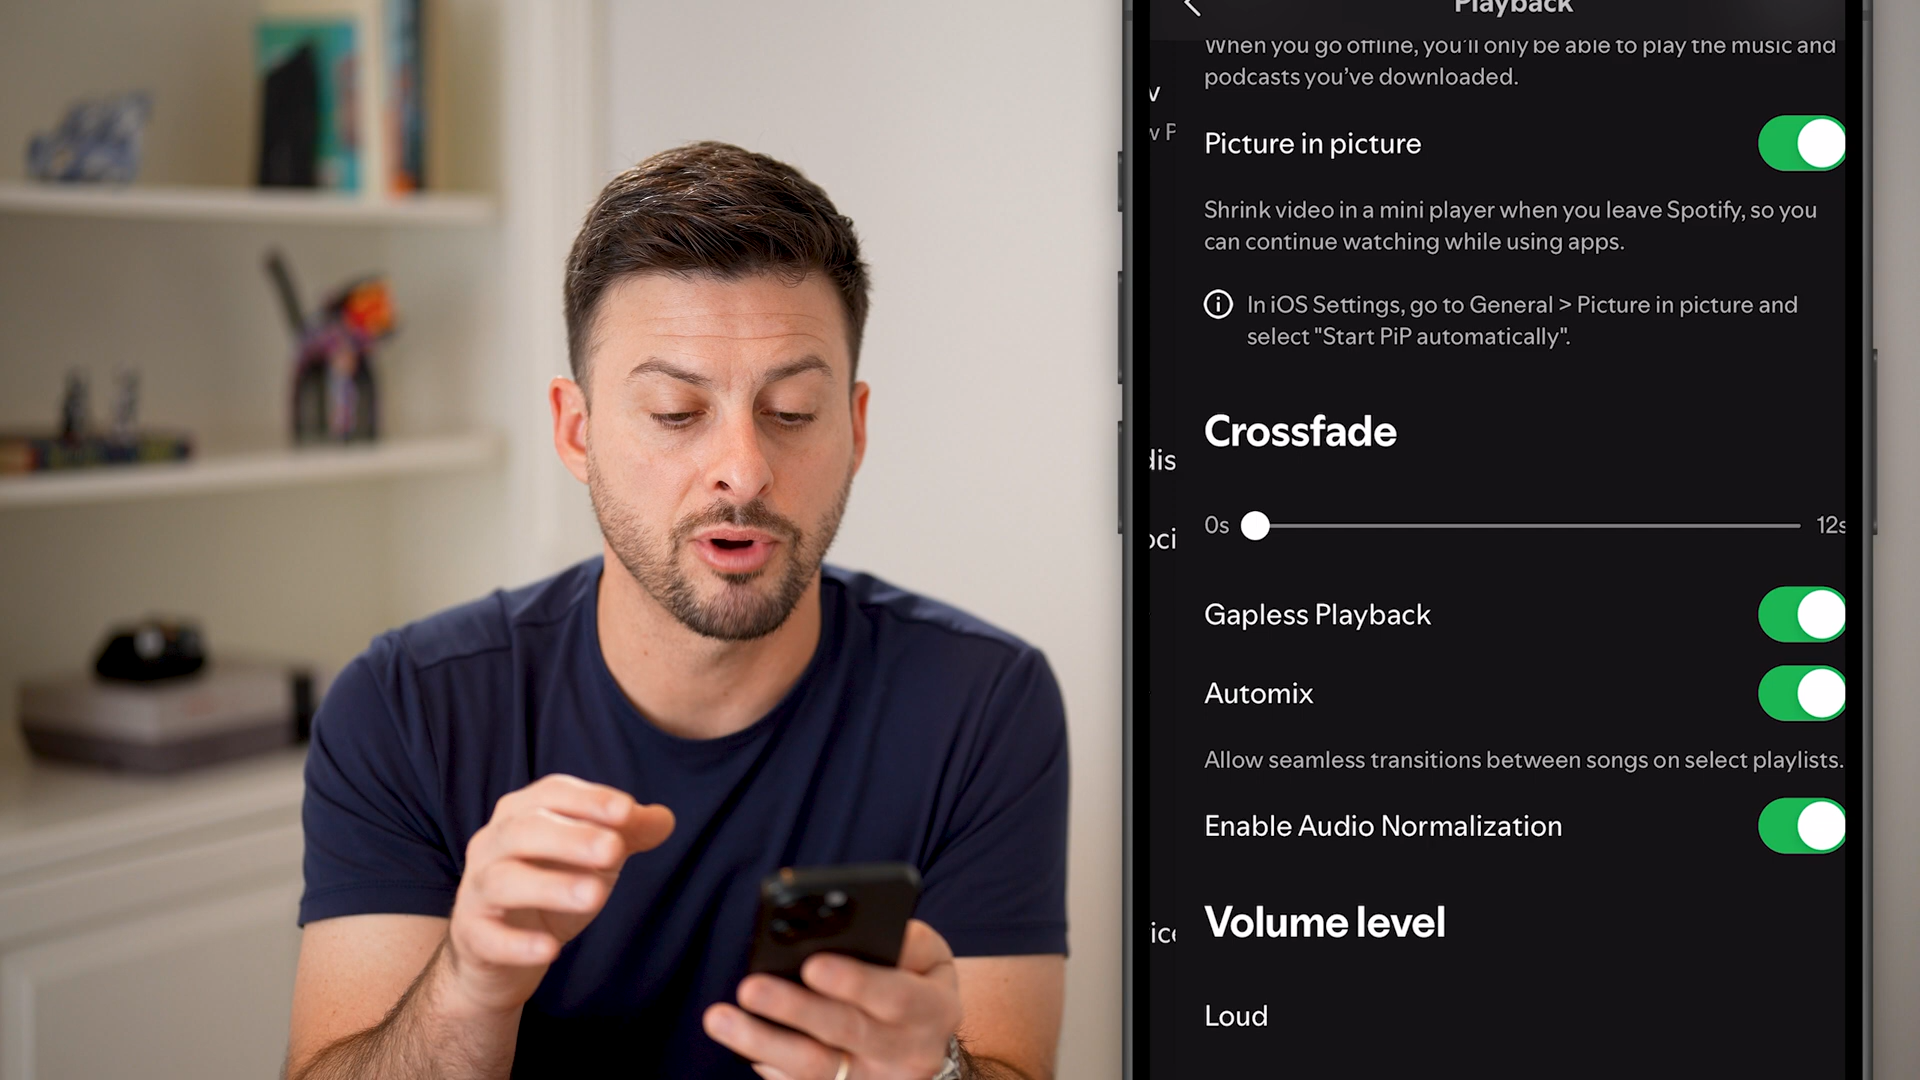 Playback
When you go offline, you'll only be able to play the music and
podcasts you've downloaded.
Picture in picture
Shrink video in a mini player when you leave Spotify, so you
can continue watching while using apps.
In iOS Settings, go to General > Picture in picture and
select "Start PiP automatically".
Crossfade
0s
12s
Gapless Playback
Automix
Allow seamless transitions between songs on select playlists.
Enable Audio Normalization
Volume level
Loud